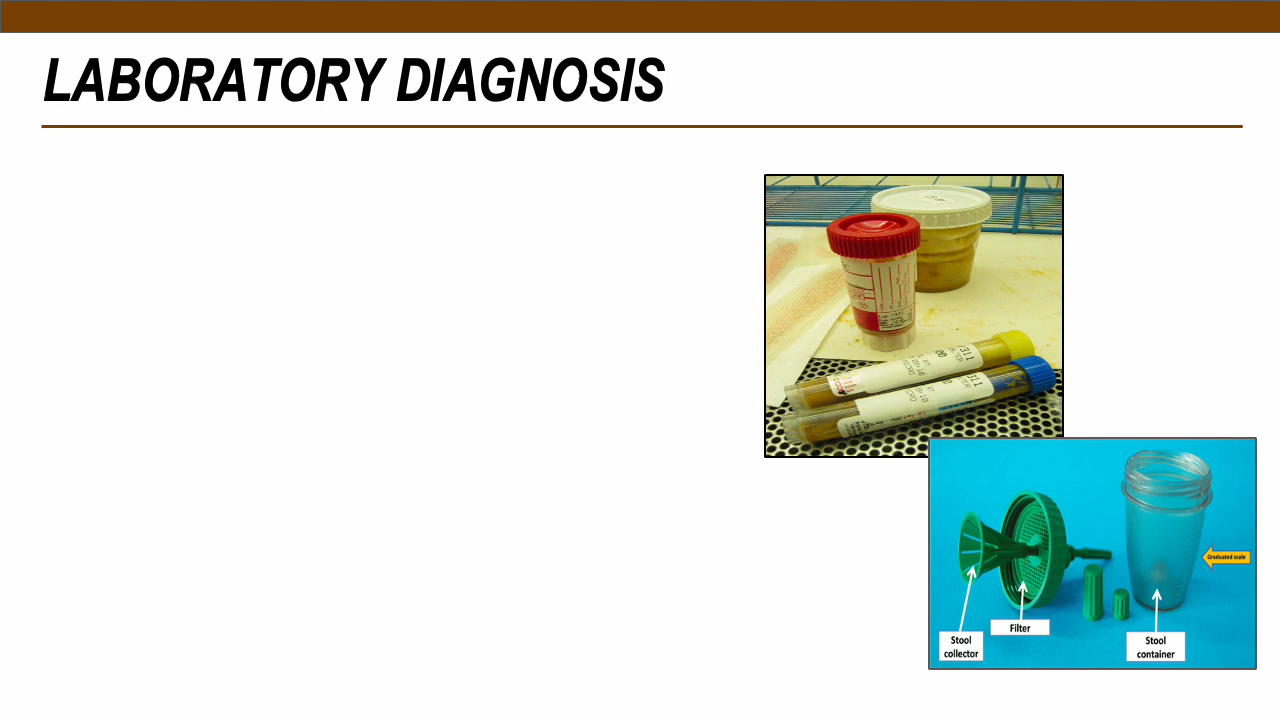 LABORATORY DIAGNOSIS
Graduated scale
Filter
Stool
collector
Stool
container